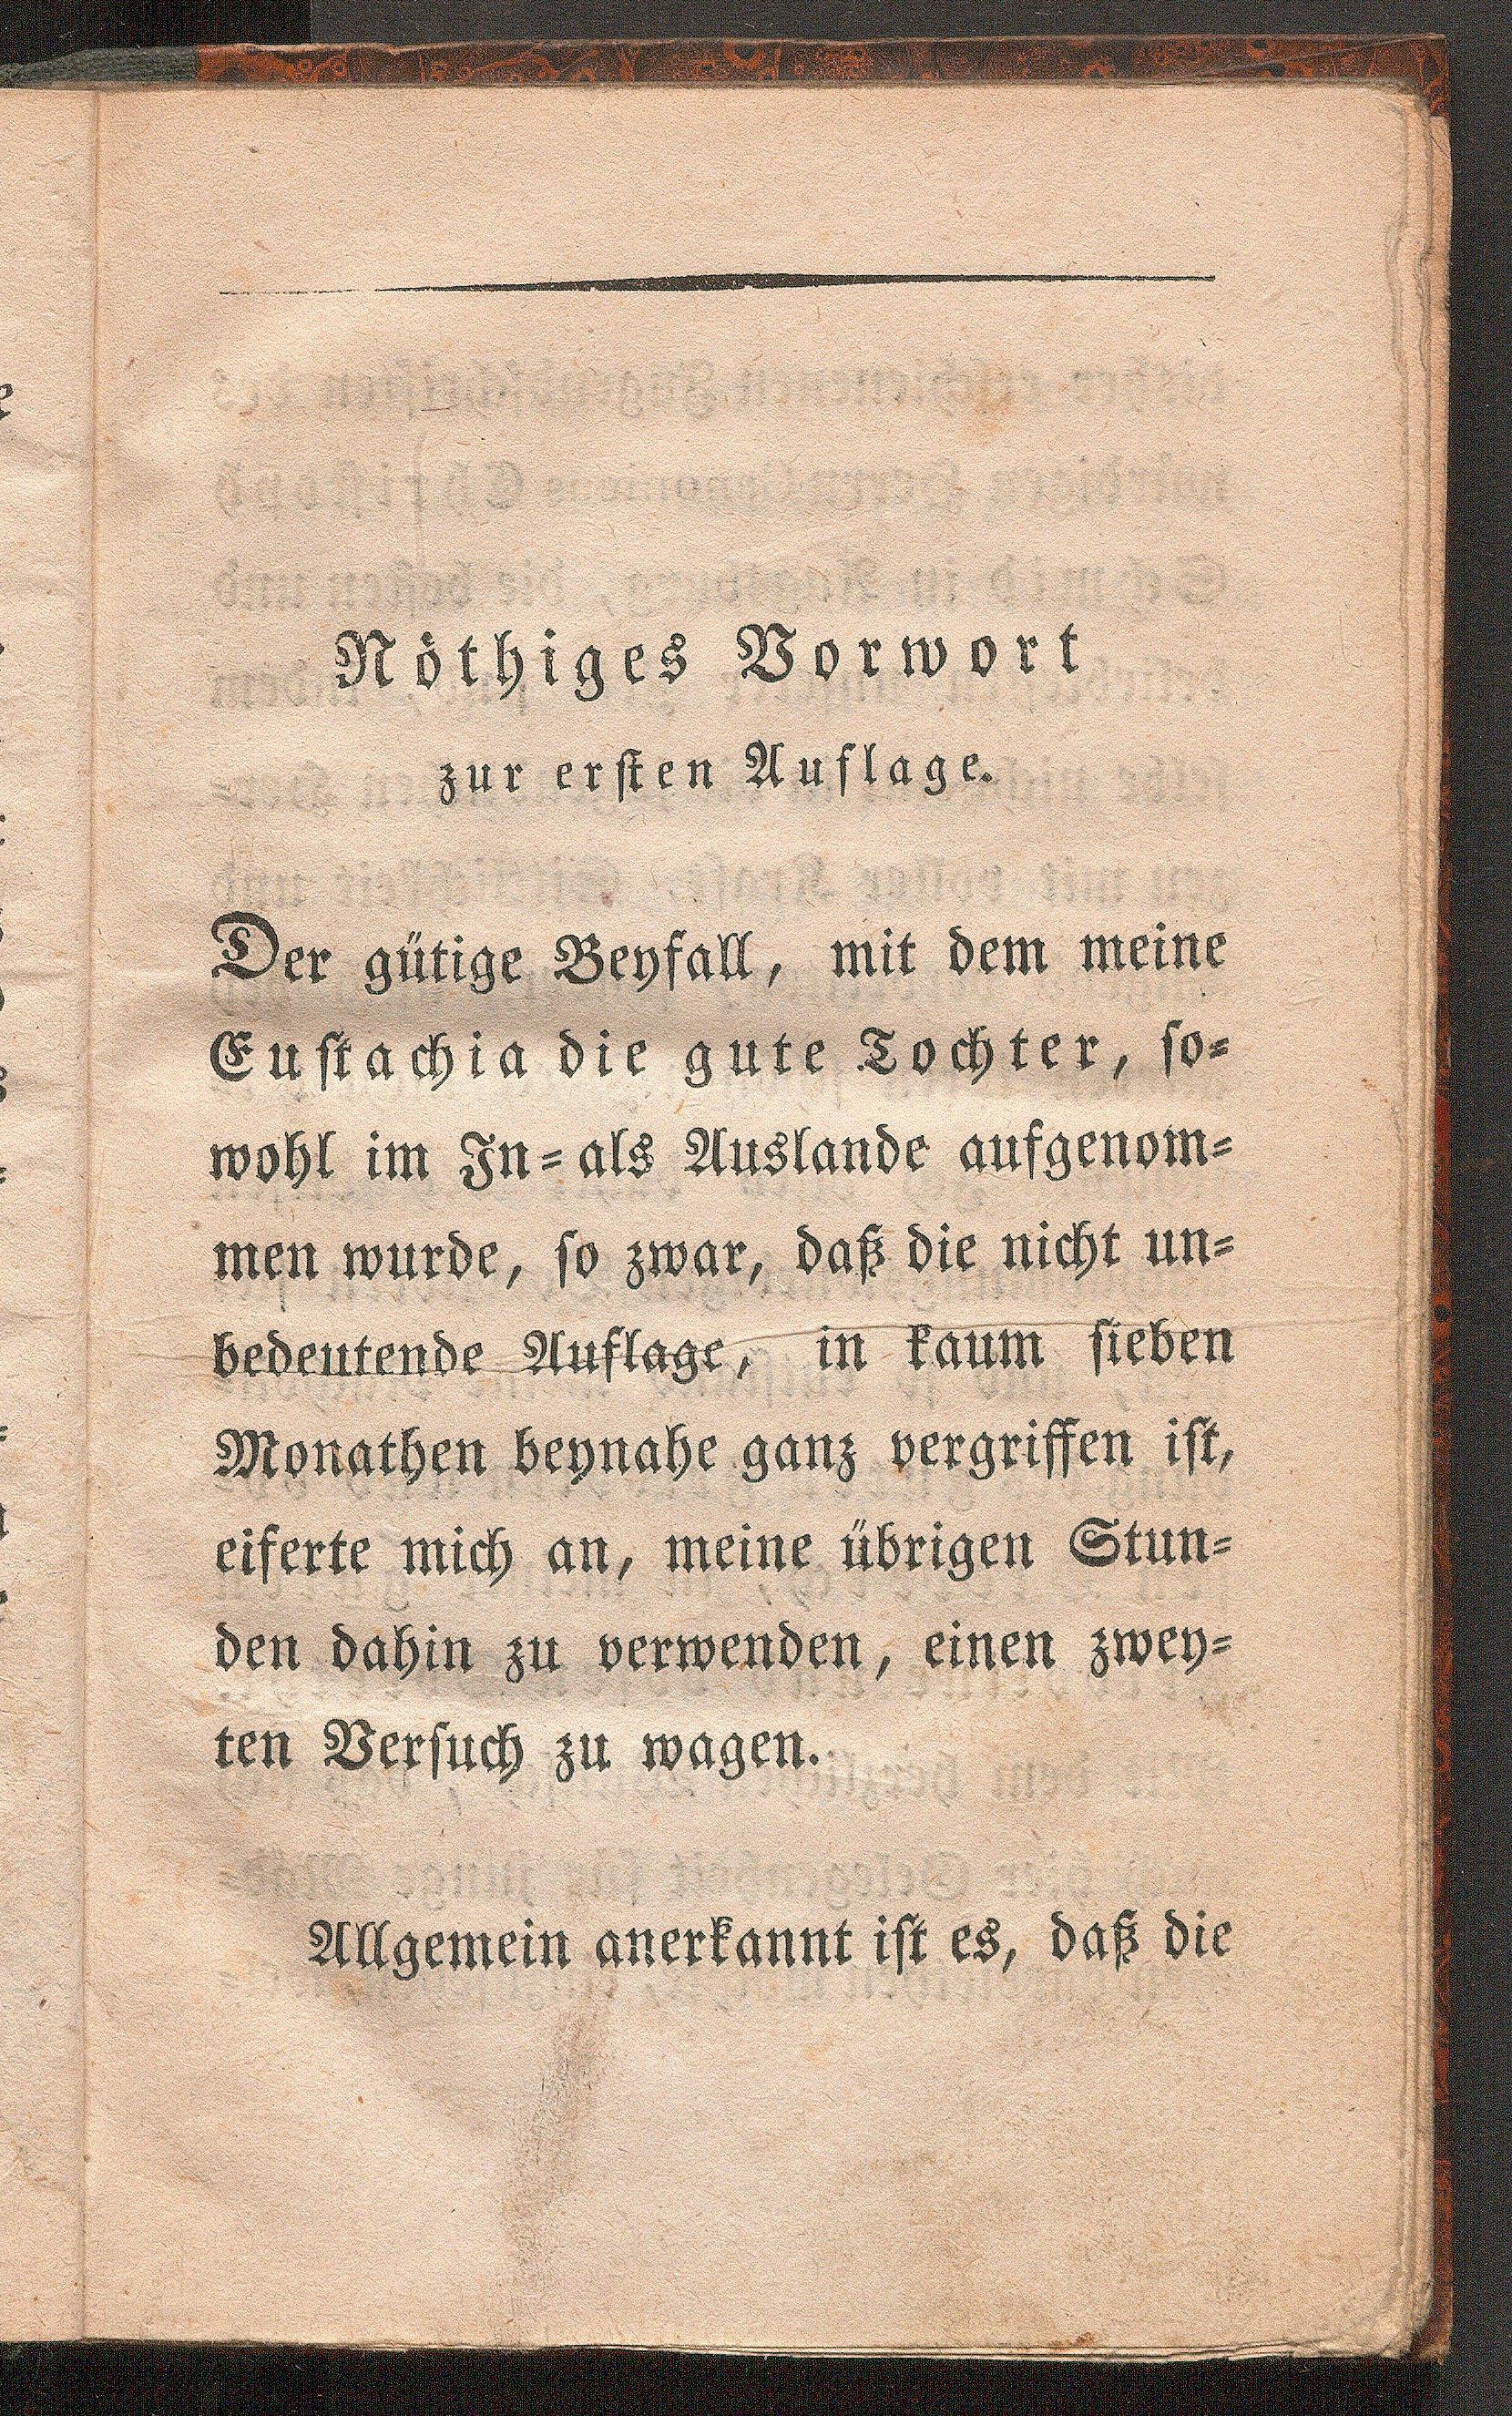 Nöthiges Vorwort
zur erſten Auflage.
Der gütige Beyfall, mit dem meine
Euſtachia die gute Tochter, ſo-
wohl im In-als Auslande aufgenom-
men wurde, ſo zwar, daß die nicht un-
bedeutende Auflage, in kaum ſieben
Monathen beynahe ganz vergriffen iſt,
eiferte mich an, meine übrigen Stun-
den dahin zu verwenden, einen zwey-
ten Verſuch zu wagen.
Allgemein anerkannt iſt es, daß die